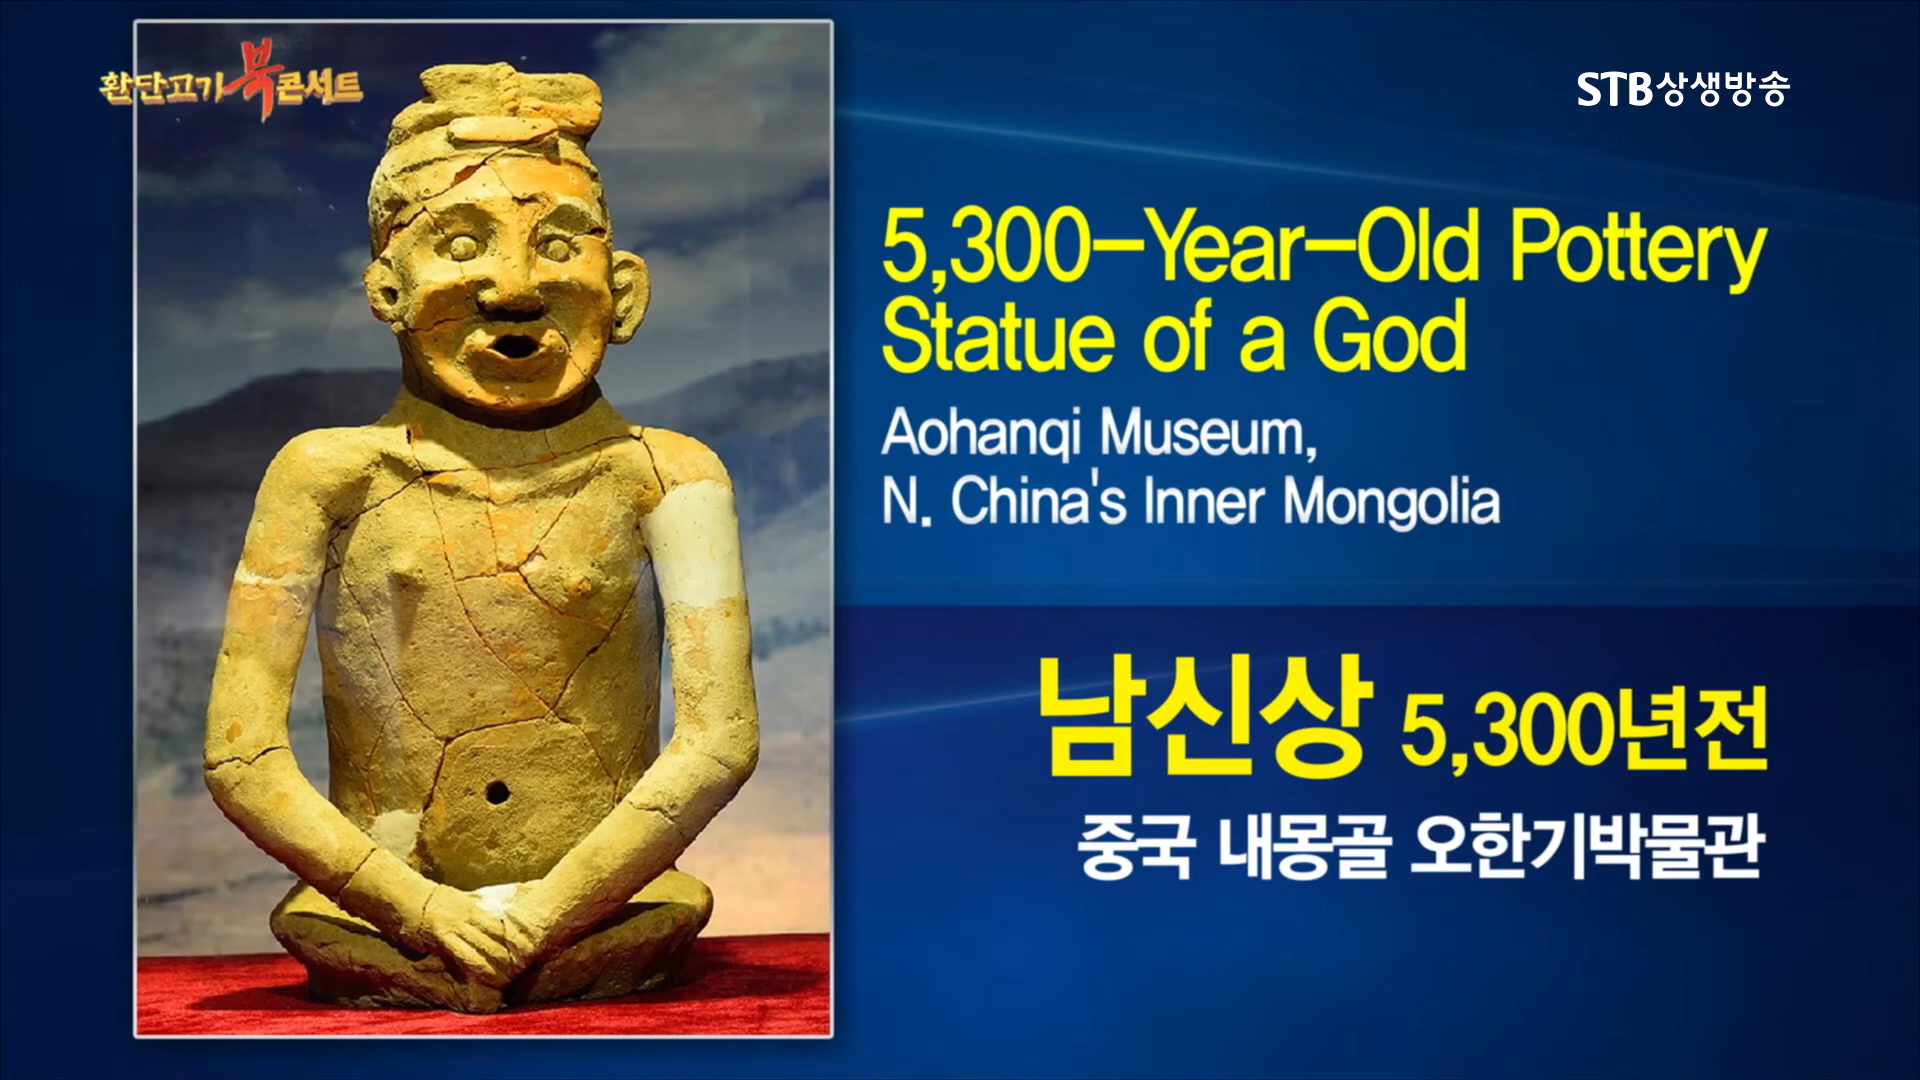 환단고기 북 콘서트
STB상생방송
5,300-Year-Old Pottery
Statue of a God
Aohanqi Museum,
N. China's Inner Mongolia
남신상 5,300년전
중국 내몽골 오한기박물관